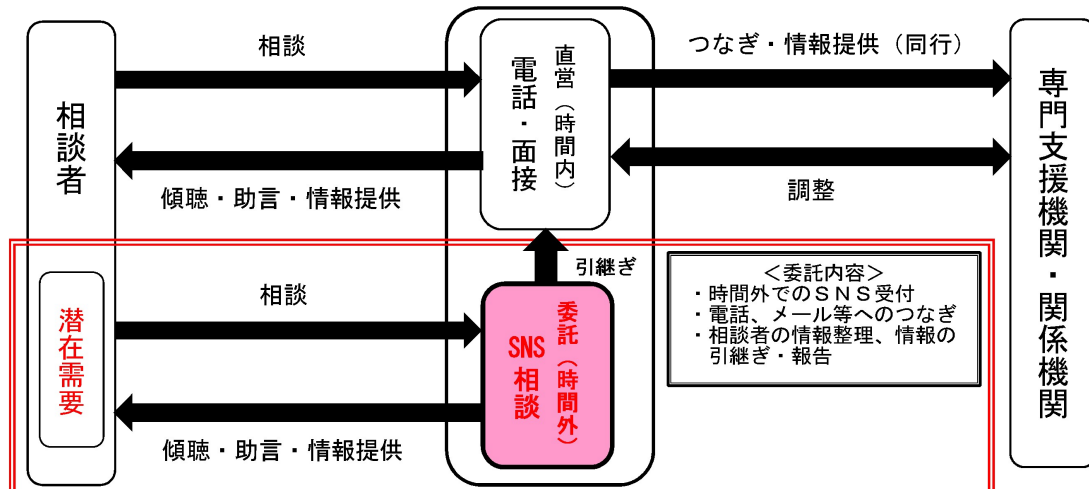 相談者
相談
傾聴・助言・情報提供
直営（時間内）
電話・面接
つなぎ・情報提供（同行）
調整
専門支援機関・関係機関
引継ぎ
潜在需要
相談
傾聴・助言・情報提供
委託（時間外）
SNS
相談
＜委託内容＞
・時間外でのＳＮＳ受付
・電話、メール等へのつなぎ
・相談者の情報整理、情報の
引継ぎ・報告